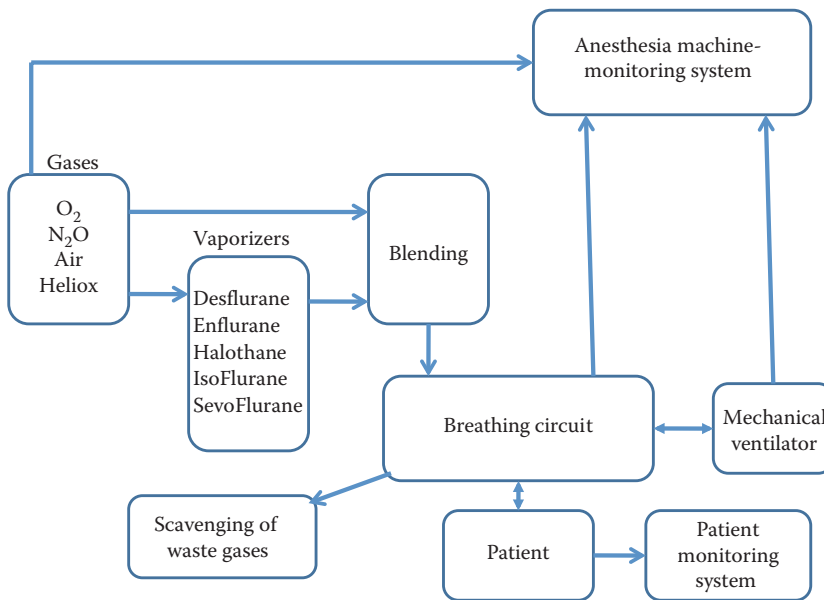 Anesthesia machine-
monitoring system
Gases
O₂
N₂O
Air
Heliox
Vaporizers
Desflurane
Enflurane
Halothane
IsoFlurane
SevoFlurane
Blending
Breathing circuit
Mechanical
ventilator
Scavenging of
waste gases
Patient
Patient
monitoring
system